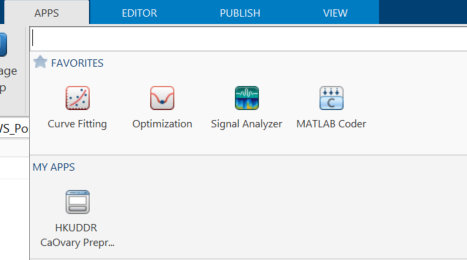 APPS EDITOR PUBLISH VIEW
FAVORITES
Curve Fitting Optimization Signal Analyzer MATLAB Coder
MY APPS
HKUDDR
CaOvary Prepr...